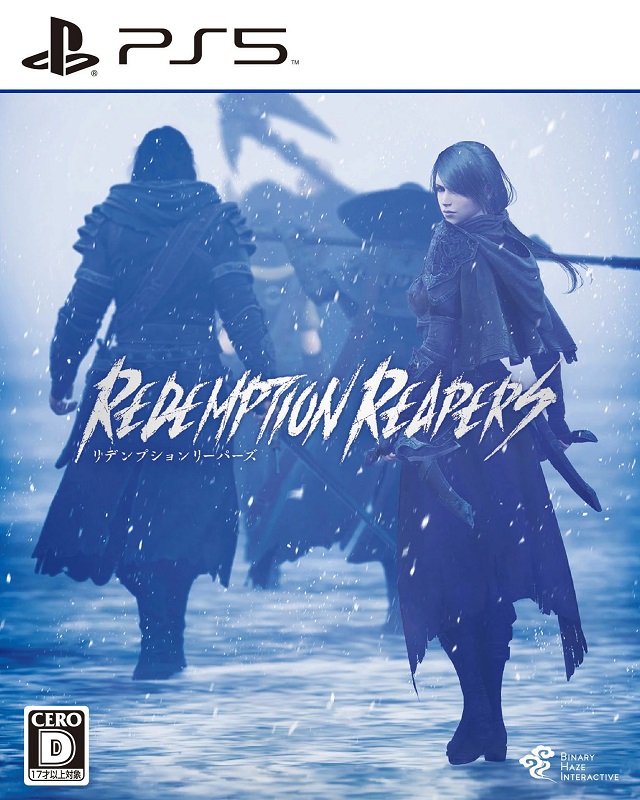 PS5
REDEMPTION REAPERS
リデンプションリーパーズ
CERO
D
17才以上対象
BINARY
HAZE
INTERACTIVE